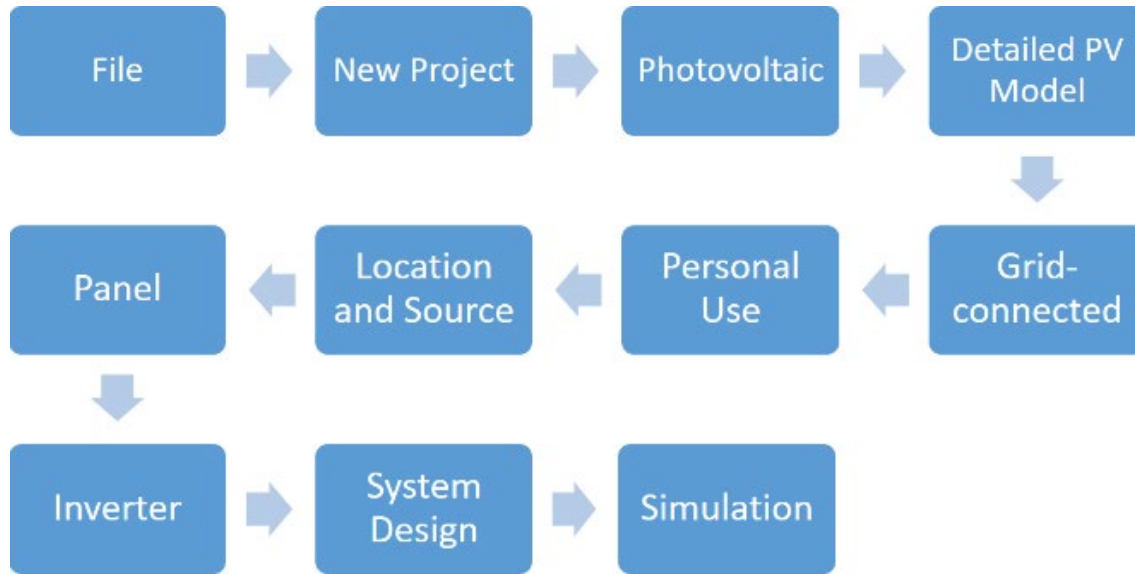 File
New Project
Photovoltaic
Detailed PV
Model
Grid-
connected
Personal
Use
Location
and Source
Panel
Inverter
System
Design
Simulation